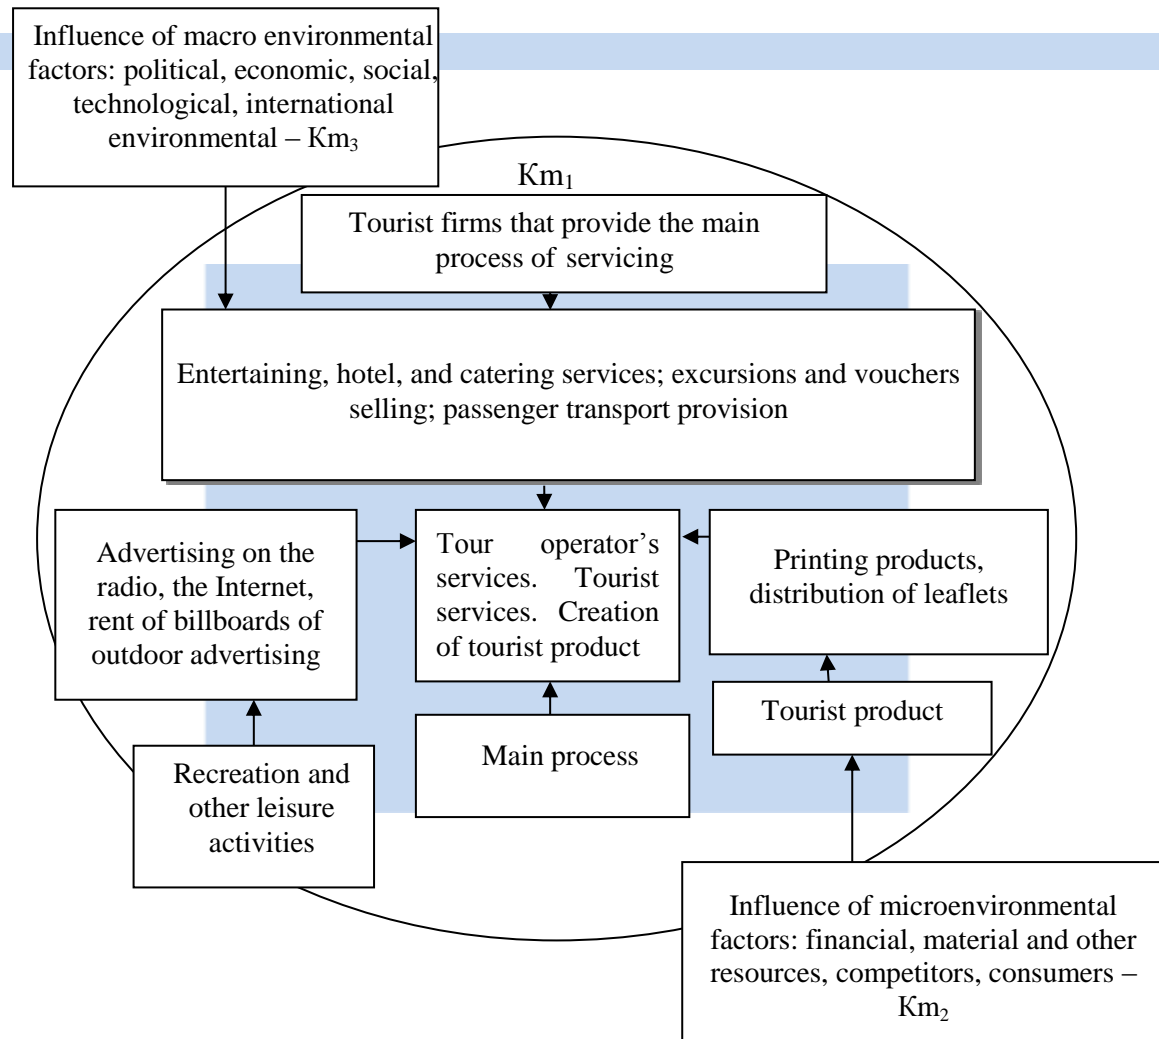 Influence of macro environmental
factors: political, economic, social,
technological, international
environmental – Km₃
Km₁
Tourist firms that provide the main
process of servicing
Entertaining, hotel, and catering services; excursions and vouchers
selling; passenger transport provision
Advertising on the
radio, the Internet,
rent of billboards of
outdoor advertising
Tour operator’s
services. Tourist
services. Creation
of tourist product
Printing products,
distribution of leaflets
Tourist product
Main process
Recreation and
other leisure
activities
Influence of microenvironmental
factors: financial, material and other
resources, competitors, consumers –
Km₂